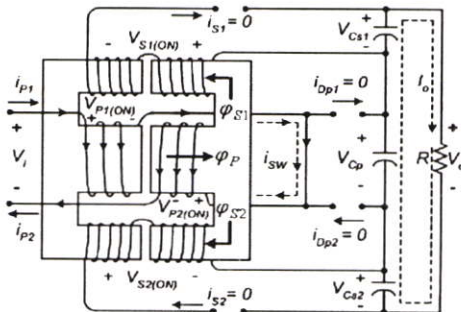 i_S1 = 0
- V_S1(ON) +
+ V_Cs1 -
i_P1
V_P1(ON)
+ -
φ_S1
i_Dp1 = 0
I_o
+ V_i -
φ_P
i_SW
+ V_Cp -
R
+ V_o -
V_P2(ON)
- +
φ_S2
i_P2
i_Dp2 = 0
+ V_S2(ON) -
i_S2 = 0
+ V_Cs2 -